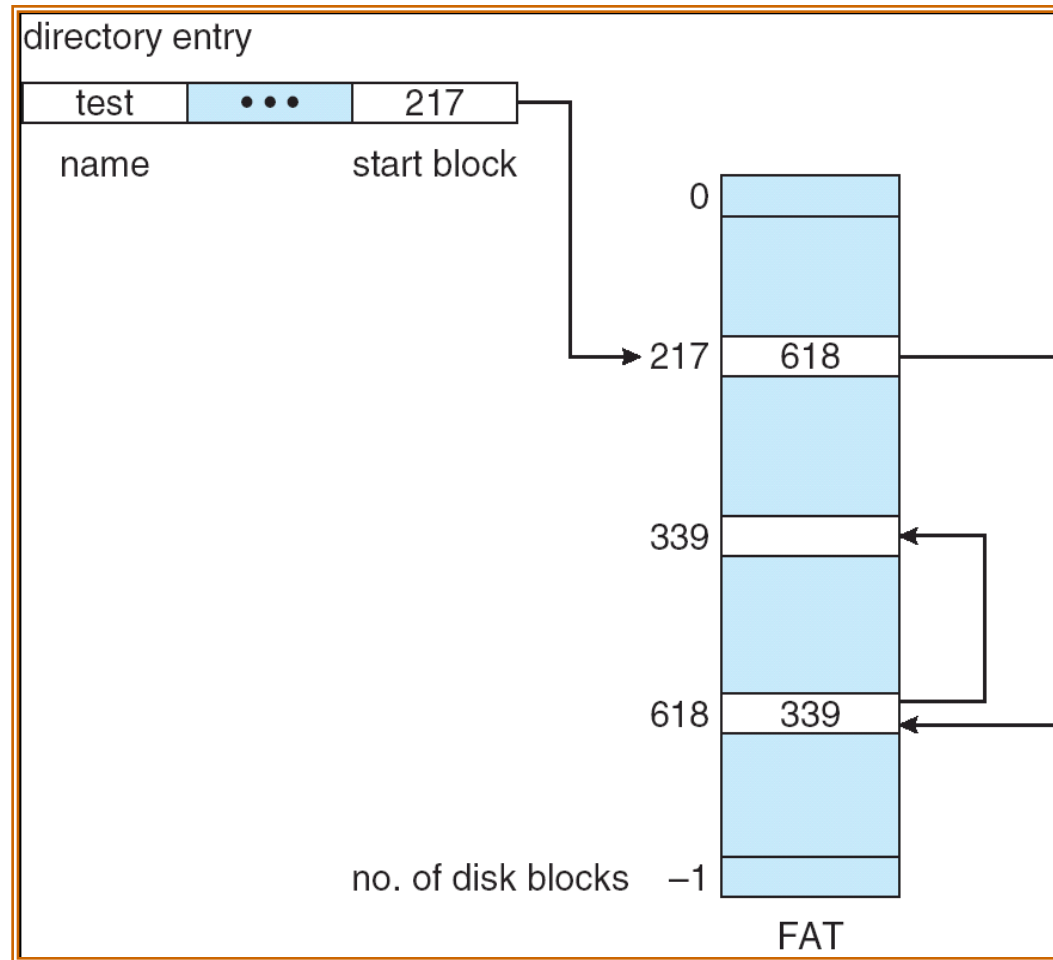 directory entry
test ••• 217
name start block
0
217 618
339
618 339
no. of disk blocks –1
FAT